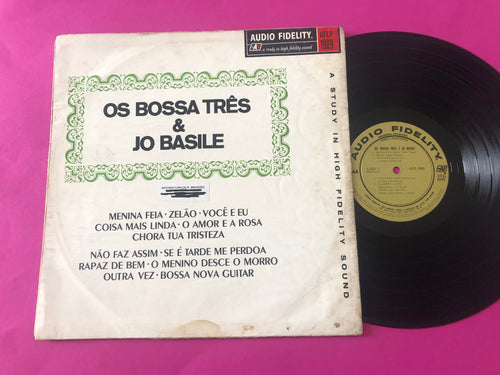 AUDIO FIDELITY®
a study in high fidelity sound
AFLP
1989
OS BOSSA TRÊS
&
JO BASILE
MENINA FEIA · ZELÃO · VOCÊ E EU
COISA MAIS LINDA · O AMOR E A ROSA
CHORA TUA TRISTEZA
NÃO FAZ ASSIM · SE É TARDE ME PERDOA
RAPAZ DE BEM · O MENINO DESCE O MORRO
OUTRA VEZ · BOSSA NOVA GUITAR
A STUDY IN HIGH FIDELITY SOUND
AUDIO FIDELITY.
OS BOSSA TRÊS E JO BASILE